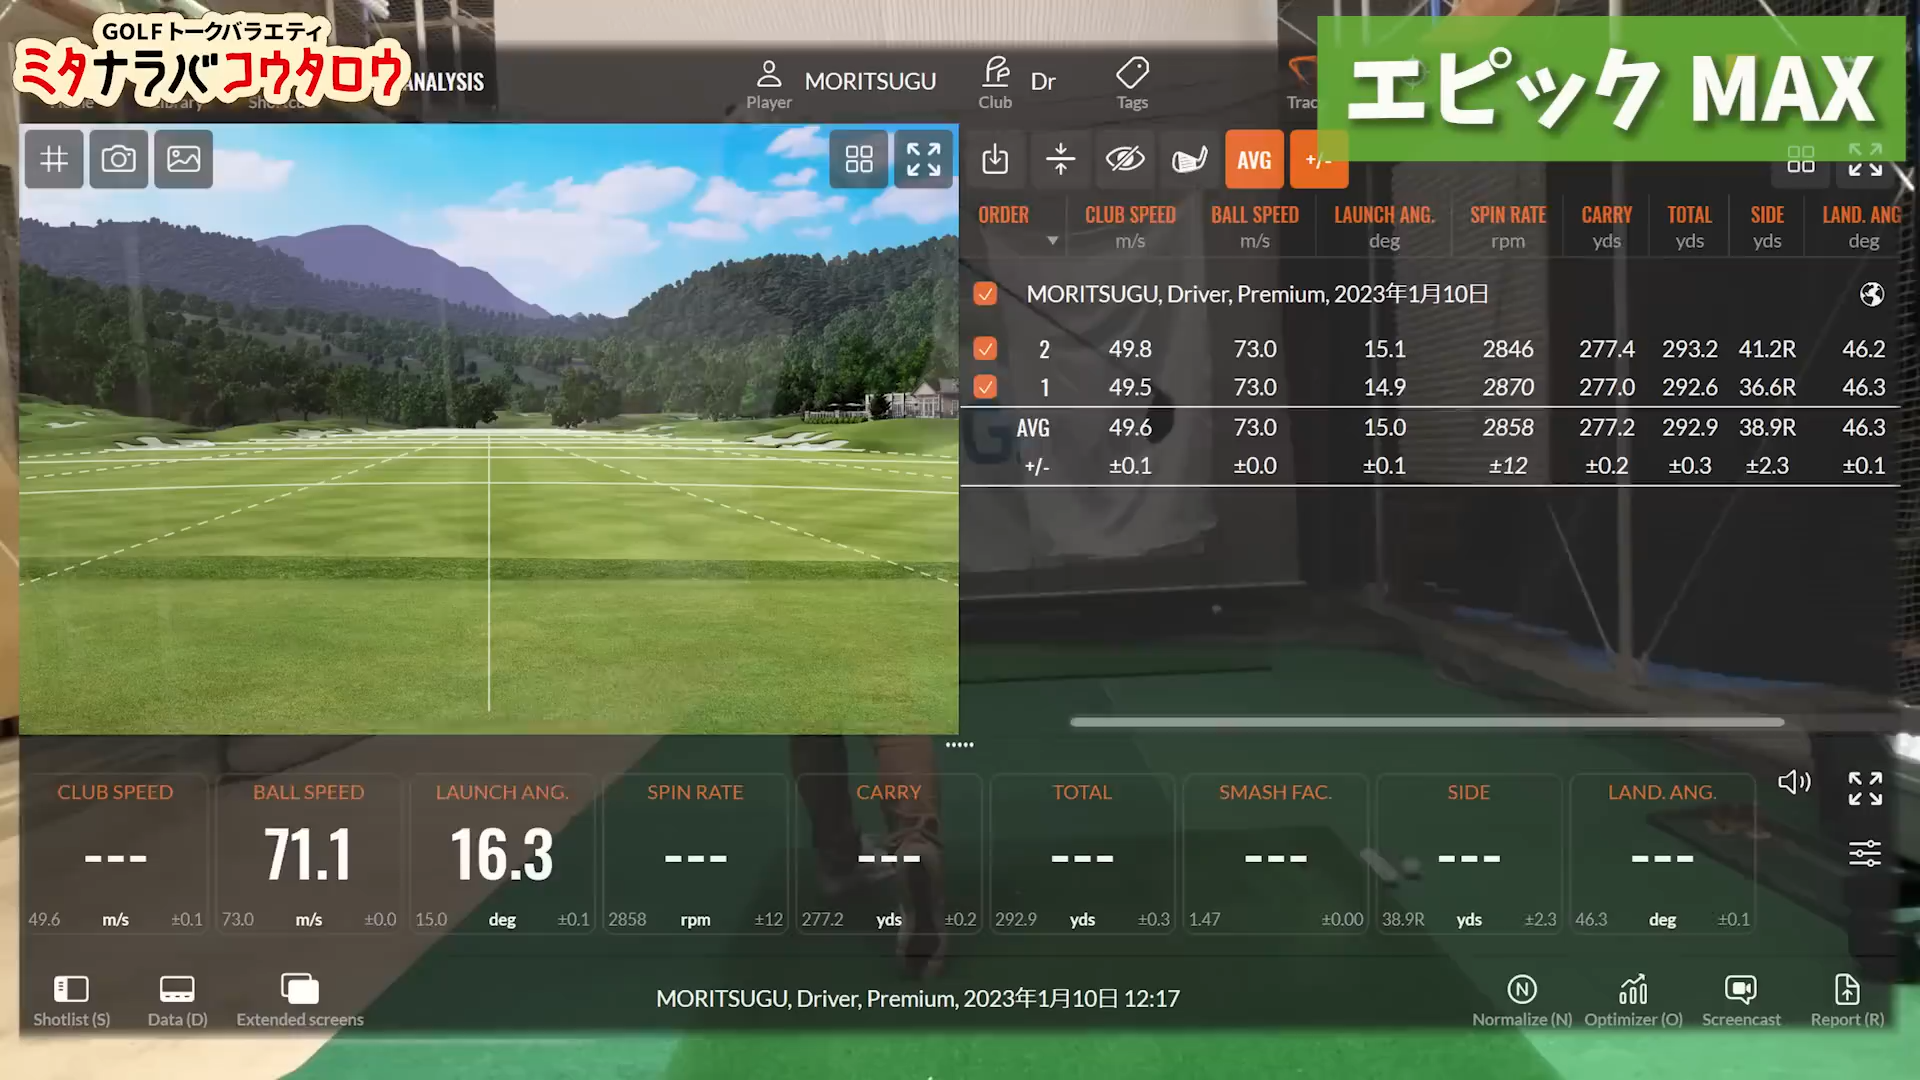 GOLFトークバラエティ
ミタナラバコウタロウ
ANALYSIS
MORITSUGU
Player
Dr
Club
Tags
エピック MAX
AVG
+/-
ORDER CLUB SPEED BALL SPEED LAUNCH ANG. SPIN RATE CARRY TOTAL SIDE LAND. ANG
m/s m/s deg rpm yds yds yds deg
MORITSUGU, Driver, Premium, 2023年1月10日
2 49.8 73.0 15.1 2846 277.4 293.2 41.2R 46.2
1 49.5 73.0 14.9 2870 277.0 292.6 36.6R 46.3
AVG 49.6 73.0 15.0 2858 277.2 292.9 38.9R 46.3
+/- ±0.1 ±0.0 ±0.1 ±12 ±0.2 ±0.3 ±2.3 ±0.1
CLUB SPEED BALL SPEED LAUNCH ANG. SPIN RATE CARRY TOTAL SMASH FAC. SIDE LAND. ANG.
--- 71.1 16.3 --- --- --- --- --- ---
49.6 m/s ±0.1 73.0 m/s ±0.0 15.0 deg ±0.1 2858 rpm ±12 277.2 yds ±0.2 292.9 yds ±0.3 1.47 ±0.00 38.9R yds ±2.3 46.3 deg ±0.1
Shotlist (S) Data (D) Extended screens
MORITSUGU, Driver, Premium, 2023年1月10日 12:17
N
Normalize (N) Optimizer (O) Screencast Report (R)